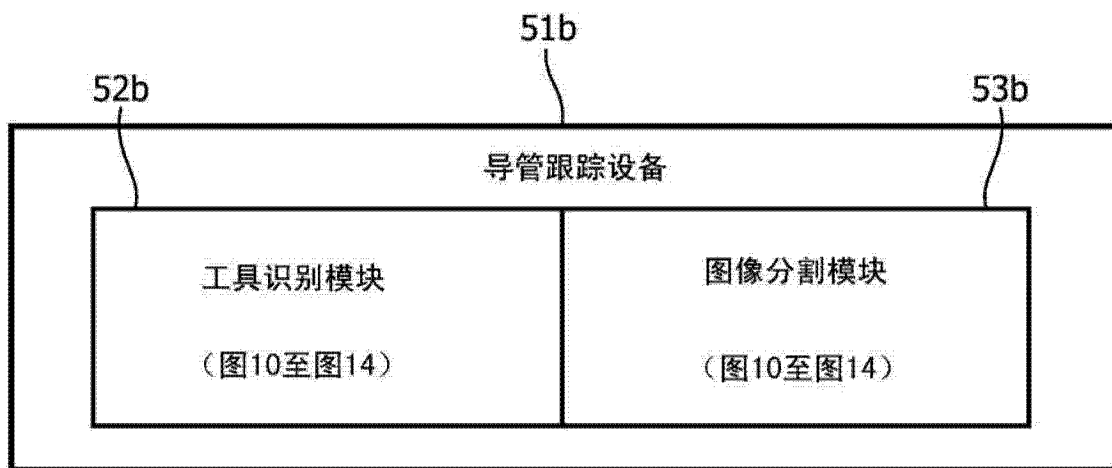 51b
52b
53b
导管跟踪设备
工具识别模块
图像分割模块
（图10至图14）
（图10至图14）